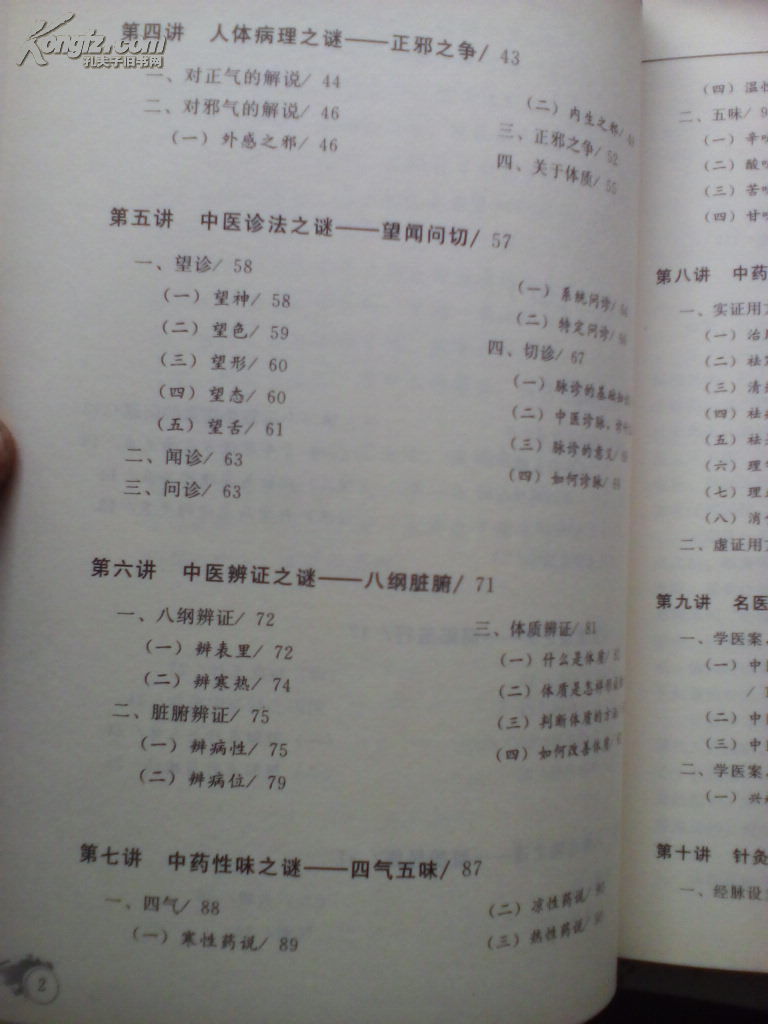 Kongfz.com
孔夫子旧书网
第四讲 人体病理之谜——正邪之争/ 43
一、对正气的解说/ 44
二、对邪气的解说/ 46
（一）外感之邪/ 46
（二）内生之邪/
三、正邪之争/ 52
四、关于体质/ 55
第五讲 中医诊法之谜——望闻问切/ 57
一、望诊/ 58
（一）望神/ 58
（二）望色/ 59
（三）望形/ 60
（四）望态/ 60
（五）望舌/ 61
二、闻诊/ 63
三、问诊/ 63
（一）系统问诊/
（二）特定问诊/
四、切诊/ 67
（一）脉诊的基础
（二）中医诊脉，诊
（三）脉诊的意义/
（四）如何诊脉/
第六讲 中医辨证之谜——八纲脏腑/ 71
一、八纲辨证/ 72
（一）辨表里/ 72
（二）辨寒热/ 74
二、脏腑辨证/ 75
（一）辨病性/ 75
（二）辨病位/ 79
三、体质辨证/ 81
（一）什么是体质/
（二）体质是怎样
（三）判断体质的方法
（四）如何改善体质/
第七讲 中药性味之谜——四气五味/ 87
一、四气/ 88
（一）寒性药说/ 89
（二）凉性药说/
（三）热性药说/
2
（四）温
二、五味/ 9
（一）辛
（二）酸
（三）苦
（四）甘
第八讲 中药
一、实证用
（一）治
（二）祛
（三）清
（四）祛
（五）祛
（六）理
（七）理
（八）消
二、虚证用
第九讲 名医
一、学医案
（一）中
（二）中
（三）中
二、学医案
（一）兴
第十讲 针灸
一、经脉设